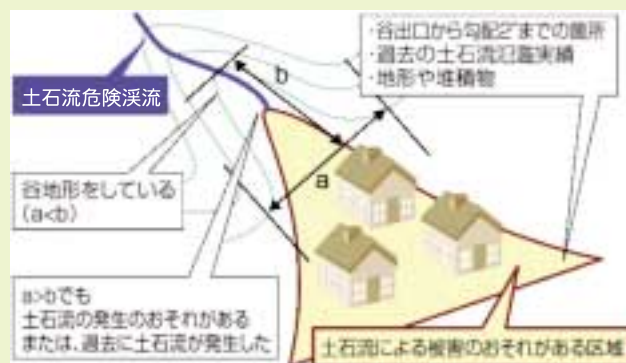 ・谷出口から勾配2°までの箇所
・過去の土石流氾濫実績
・地形や堆積物
土石流危険渓流
b
a
谷地形をしている
(a<b)
a>bでも
土石流の発生のおそれがある
または、過去に土石流が発生した
土石流による被害のおそれがある区域